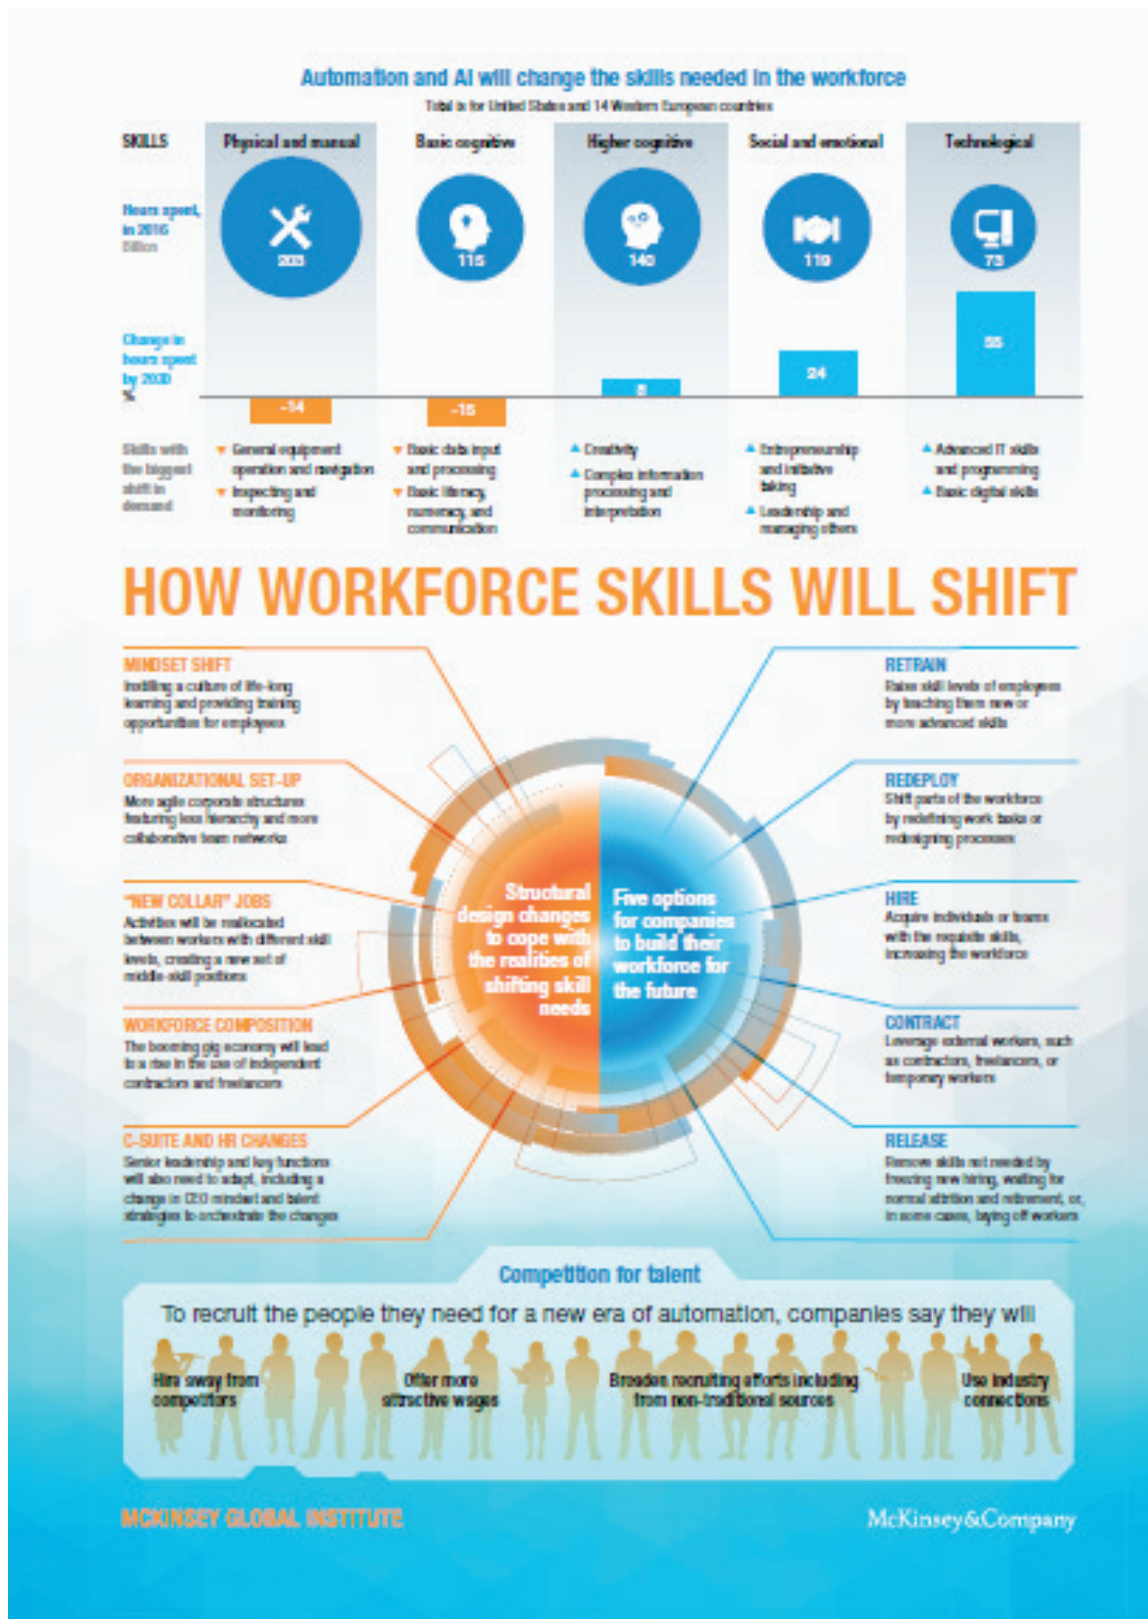 Automation and AI will change the skills needed in the workforce
Total is for United States and 14 Western European countries
SKILLS
Physical and manual
Basic cognitive
Higher cognitive
Social and emotional
Technological
Hours spent,
in 2016
Billion
203
115
140
119
73
Change in
hours spent
by 2030
%
-14
-15
8
24
55
Skills with
the biggest
shift in
demand
General equipment
operation and navigation
Inspecting and
monitoring
Basic data input
and processing
Basic literacy,
numeracy, and
communication
Creativity
Complex information
processing and
interpretation
Entrepreneurship
and initiative
taking
Leadership and
managing others
Advanced IT skills
and programming
Basic digital skills
HOW WORKFORCE SKILLS WILL SHIFT
MINDSET SHIFT
Instilling a culture of life-long
learning and providing training
opportunities for employees
ORGANIZATIONAL SET-UP
More agile corporate structures
featuring less hierarchy and more
collaborative team networks
"NEW COLLAR" JOBS
Activities will be reallocated
between workers with different skill
levels, creating a new set of
middle-skill positions
WORKFORCE COMPOSITION
The booming gig economy will lead
to a rise in the use of independent
contractors and freelancers
C-SUITE AND HR CHANGES
Senior leadership and key functions
will also need to adapt, including a
change in CEO mindset and talent
strategies to orchestrate the changes
Structural
design changes
to cope with
the realities of
shifting skill
needs
Five options
for companies
to build their
workforce for
the future
RETRAIN
Raise skill levels of employees
by teaching them new or
more advanced skills
REDEPLOY
Shift parts of the workforce
by redefining work tasks or
redesigning processes
HIRE
Acquire individuals or teams
with the requisite skills,
increasing the workforce
CONTRACT
Leverage external workers, such
as contractors, freelancers, or
temporary workers
RELEASE
Remove skills not needed by
freezing new hiring, waiting for
normal attrition and retirement, or,
in some cases, laying off workers
Competition for talent
To recruit the people they need for a new era of automation, companies say they will
Hire away from
competitors
Offer more
attractive wages
Broaden recruiting efforts including
from non-traditional sources
Use industry
connections
MCKINSEY GLOBAL INSTITUTE
McKinsey&Company